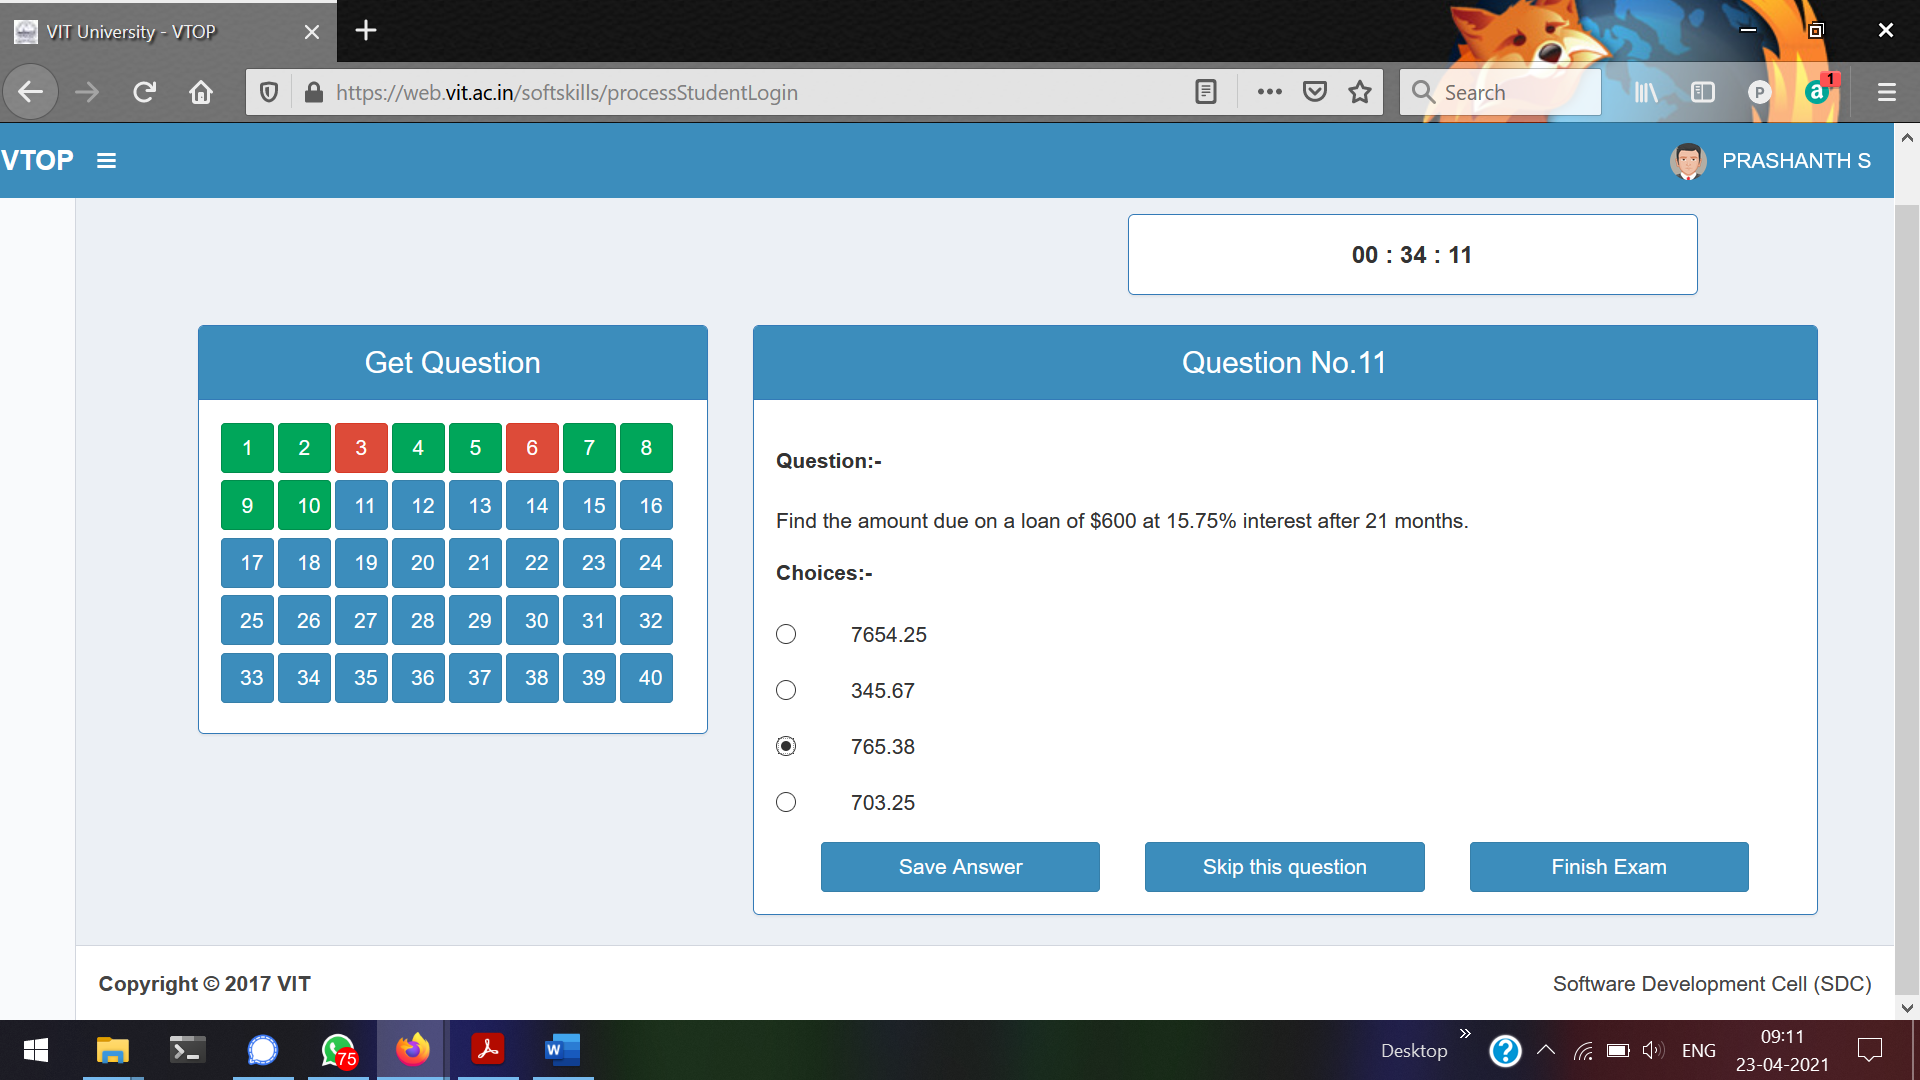 VIT University - VTOP
https://web.vit.ac.in/softskills/processStudentLogin
Search
P
a
1
VTOP
PRASHANTH S
00 : 34 : 11
Get Question
1 2 3 4 5 6 7 8
9 10 11 12 13 14 15 16
17 18 19 20 21 22 23 24
25 26 27 28 29 30 31 32
33 34 35 36 37 38 39 40
Question No.11
Question:-
Find the amount due on a loan of $600 at 15.75% interest after 21 months.
Choices:-
7654.25
345.67
765.38
703.25
Save Answer
Skip this question
Finish Exam
Copyright © 2017 VIT
Software Development Cell (SDC)
75
W
Desktop
ENG
09:11
23-04-2021